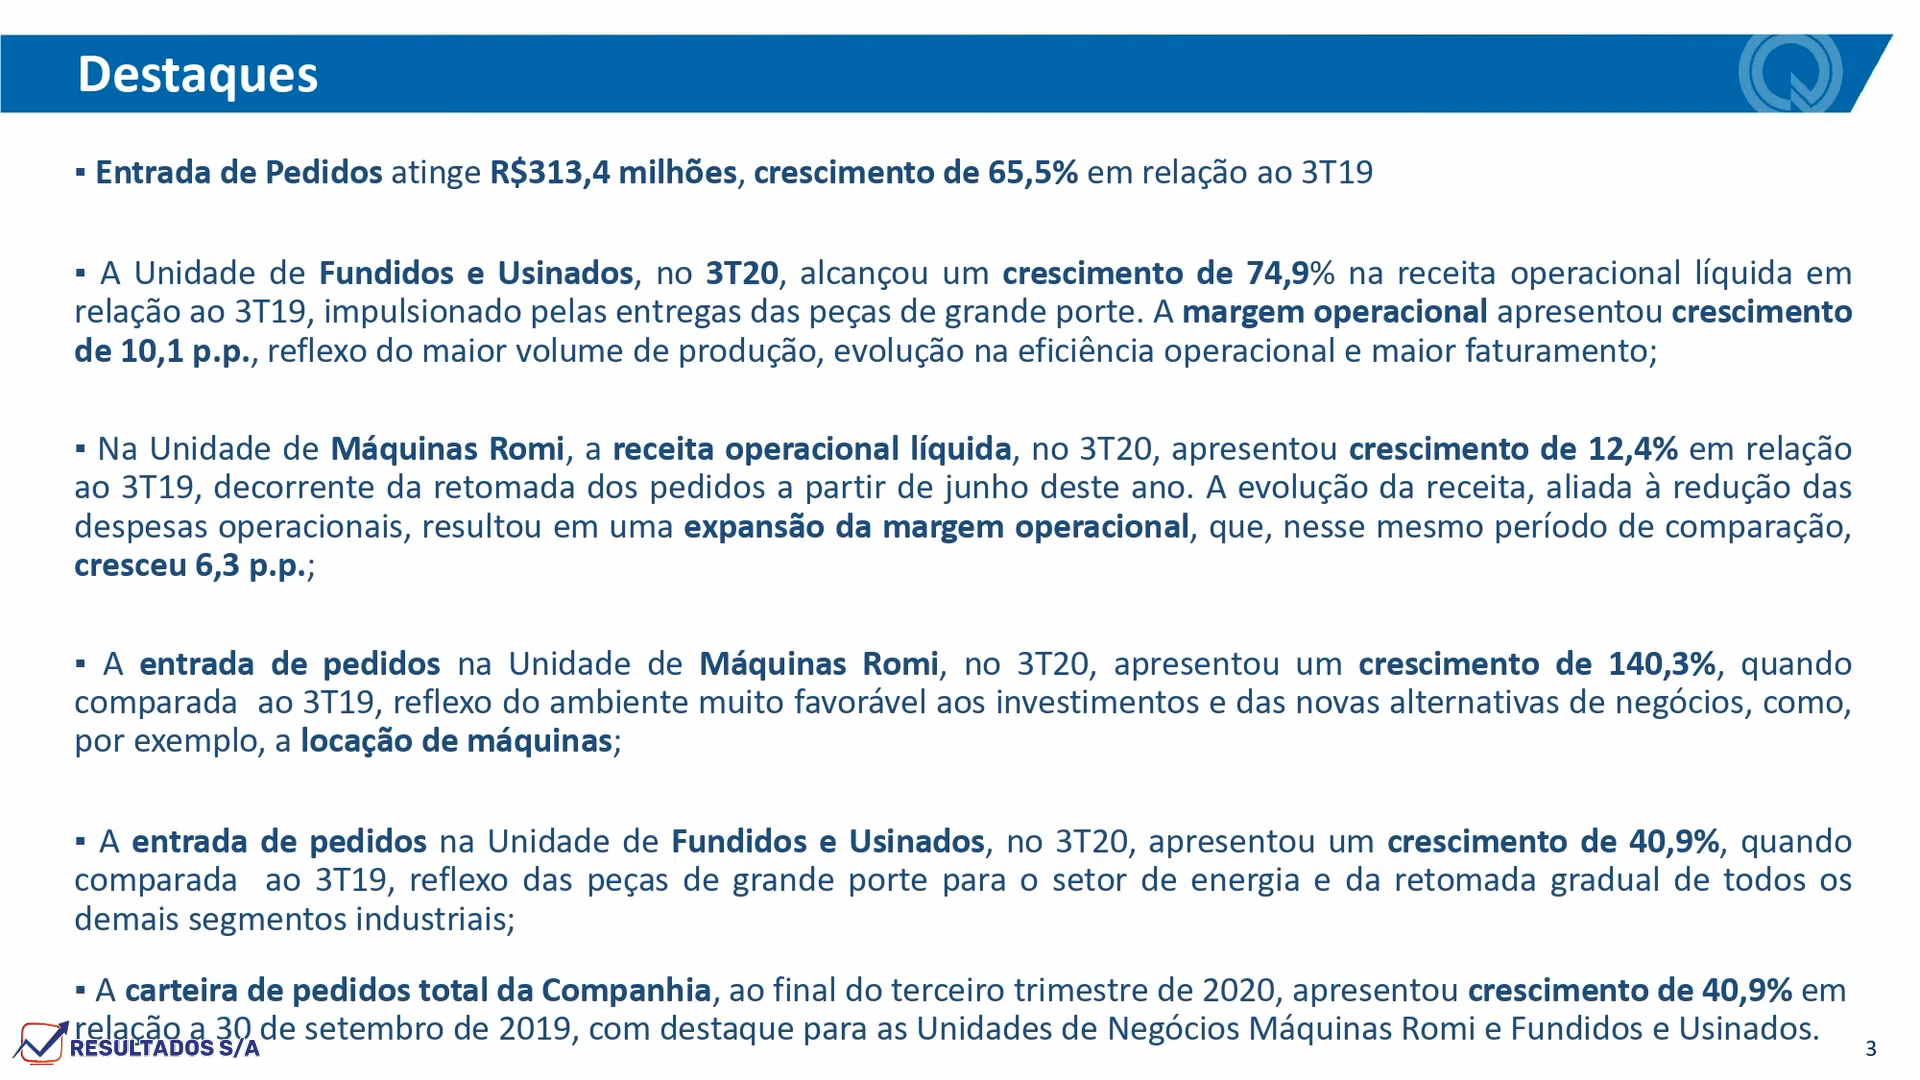 Destaques
▪ Entrada de Pedidos atinge R$313,4 milhões, crescimento de 65,5% em relação ao 3T19
▪ A Unidade de Fundidos e Usinados, no 3T20, alcançou um crescimento de 74,9% na receita operacional líquida em
relação ao 3T19, impulsionado pelas entregas das peças de grande porte. A margem operacional apresentou crescimento
de 10,1 p.p., reflexo do maior volume de produção, evolução na eficiência operacional e maior faturamento;
▪ Na Unidade de Máquinas Romi, a receita operacional líquida, no 3T20, apresentou crescimento de 12,4% em relação
ao 3T19, decorrente da retomada dos pedidos a partir de junho deste ano. A evolução da receita, aliada à redução das
despesas operacionais, resultou em uma expansão da margem operacional, que, nesse mesmo período de comparação,
cresceu 6,3 p.p.;
▪ A entrada de pedidos na Unidade de Máquinas Romi, no 3T20, apresentou um crescimento de 140,3%, quando
comparada ao 3T19, reflexo do ambiente muito favorável aos investimentos e das novas alternativas de negócios, como,
por exemplo, a locação de máquinas;
▪ A entrada de pedidos na Unidade de Fundidos e Usinados, no 3T20, apresentou um crescimento de 40,9%, quando
comparada ao 3T19, reflexo das peças de grande porte para o setor de energia e da retomada gradual de todos os
demais segmentos industriais;
▪ A carteira de pedidos total da Companhia, ao final do terceiro trimestre de 2020, apresentou crescimento de 40,9% em
relação a 30 de setembro de 2019, com destaque para as Unidades de Negócios Máquinas Romi e Fundidos e Usinados.
RESULTADOS S/A
3